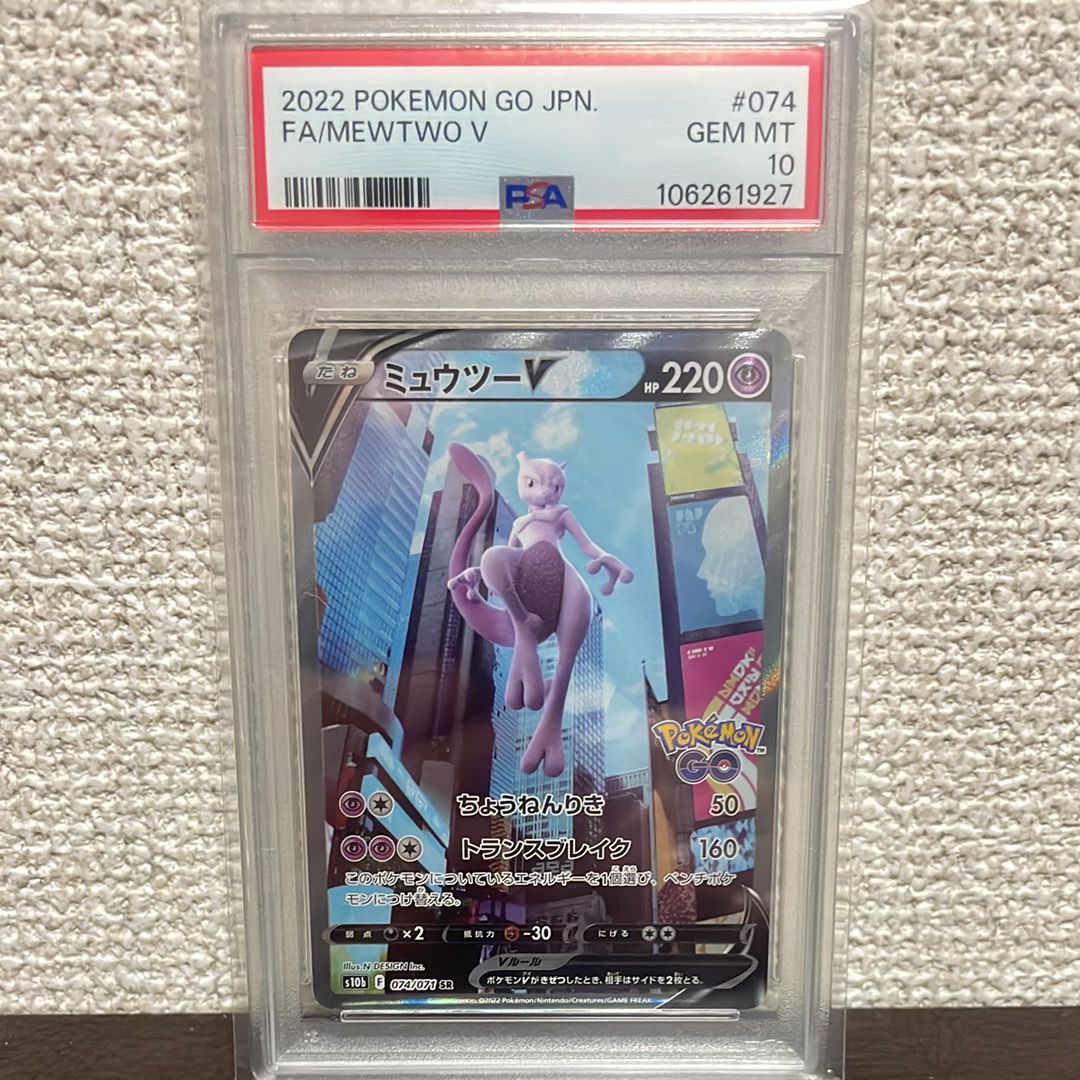 2022 POKEMON GO JPN. #074
FA/MEWTWO V GEM MT
10
PSA 106261927
たね ミュウツーV HP 220
Pokémon
GO
ちょうねんりき 50
トランスブレイク 160
このポケモンについているエネルギーを1個選び、ベンチポケ
モンにつけ替える。
弱点 ×2 抵抗力 -30 にげる
Illus. N-DESIGN Inc.
Vルール
ポケモンVがきぜつしたとき、相手はサイドを2枚とる。
s10b F 074/071 SR
©2022 Pokémon/Nintendo/Creatures/GAME FREAK